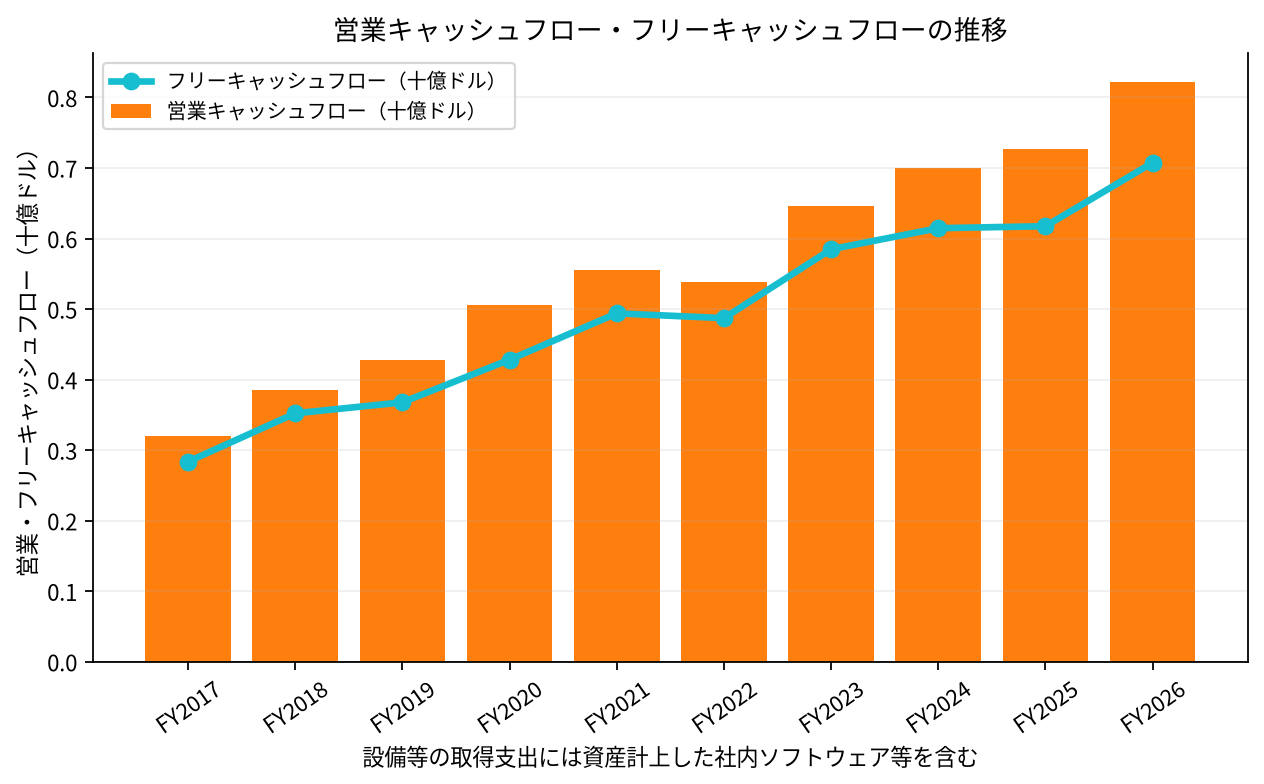 営業キャッシュフロー・フリーキャッシュフローの推移
フリーキャッシュフロー（十億ドル）
営業キャッシュフロー（十億ドル）
営業・フリーキャッシュフロー（十億ドル）
0.8
0.7
0.6
0.5
0.4
0.3
0.2
0.1
0.0
FY2017
FY2018
FY2019
FY2020
FY2021
FY2022
FY2023
FY2024
FY2025
FY2026
設備等の取得支出には資産計上した社内ソフトウェア等を含む